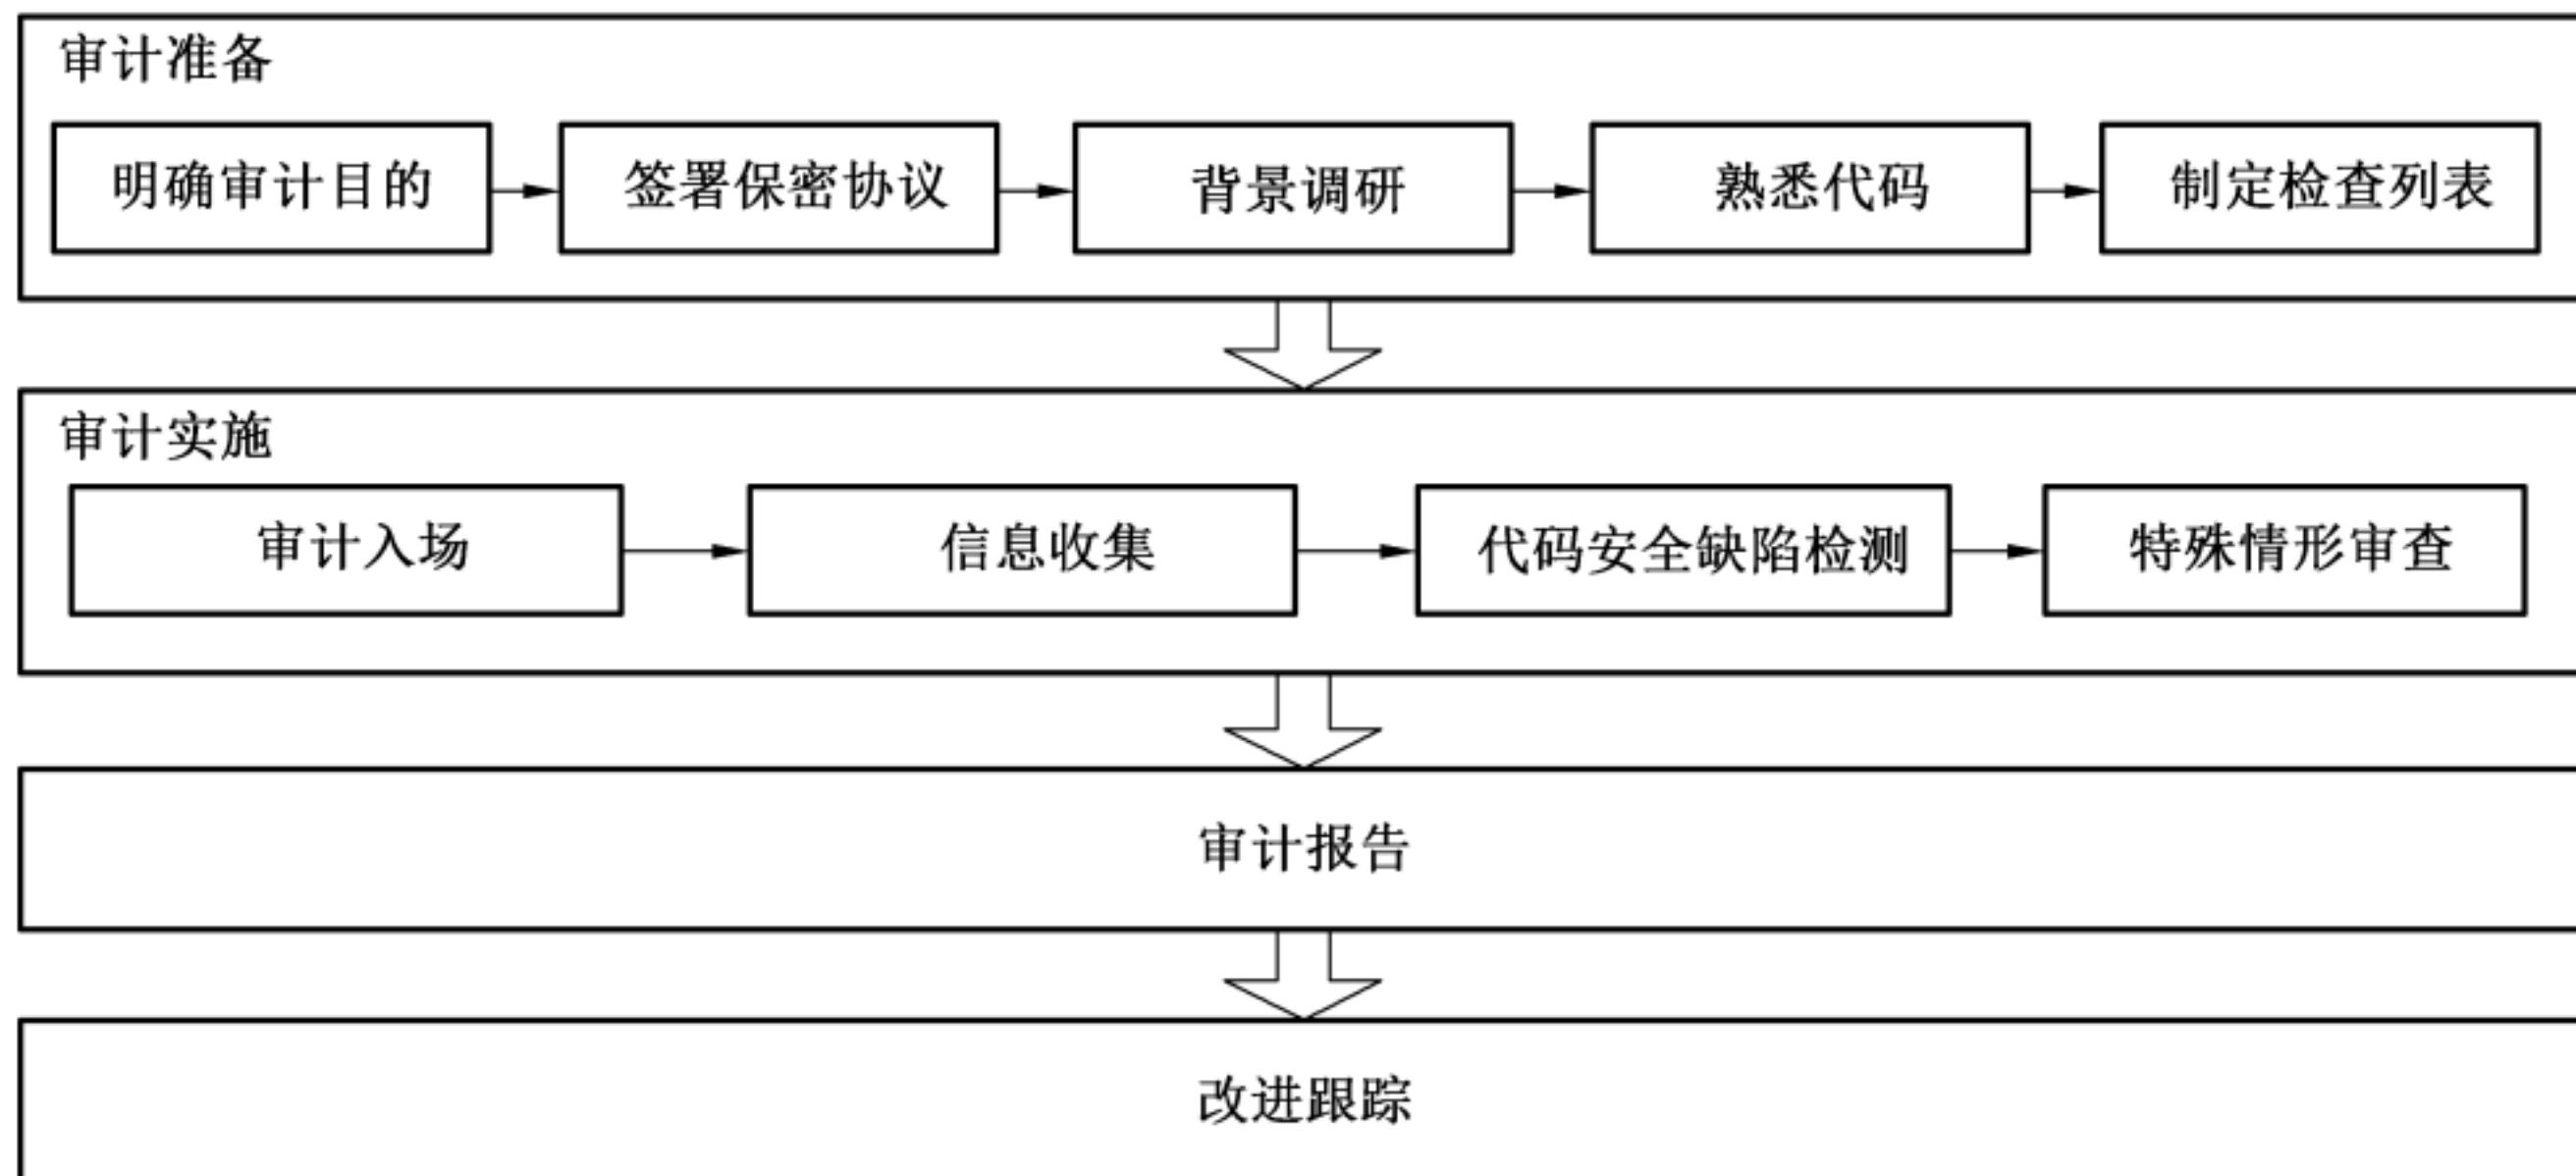 审计准备
明确审计目的
签署保密协议
背景调研
熟悉代码
制定检查列表
审计实施
审计入场
信息收集
代码安全缺陷检测
特殊情形审查
审计报告
改进跟踪